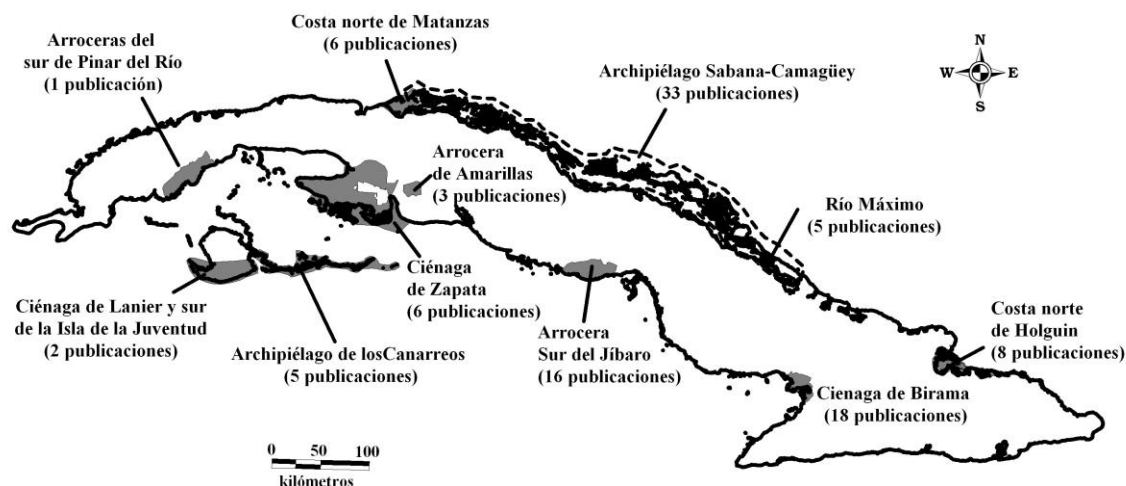 Costa norte de Matanzas
(6 publicaciones)
Arroceras del
sur de Pinar del Río
(1 publicación)
N
W
E
S
Archipiélago Sabana-Camagüey
(33 publicaciones)
Arrocera
de Amarillas
(3 publicaciones)
Río Máximo
(5 publicaciones)
Ciénaga
de Zapata
(6 publicaciones)
Ciénaga de Lanier y sur
de la Isla de la Juventud
(2 publicaciones)
Archipiélago de losCanarreos
(5 publicaciones)
Arrocera
Sur del Jíbaro
(16 publicaciones)
Costa norte
de Holguin
(8 publicaciones)
Cienaga de Birama
(18 publicaciones)
0 50 100
kilómetros